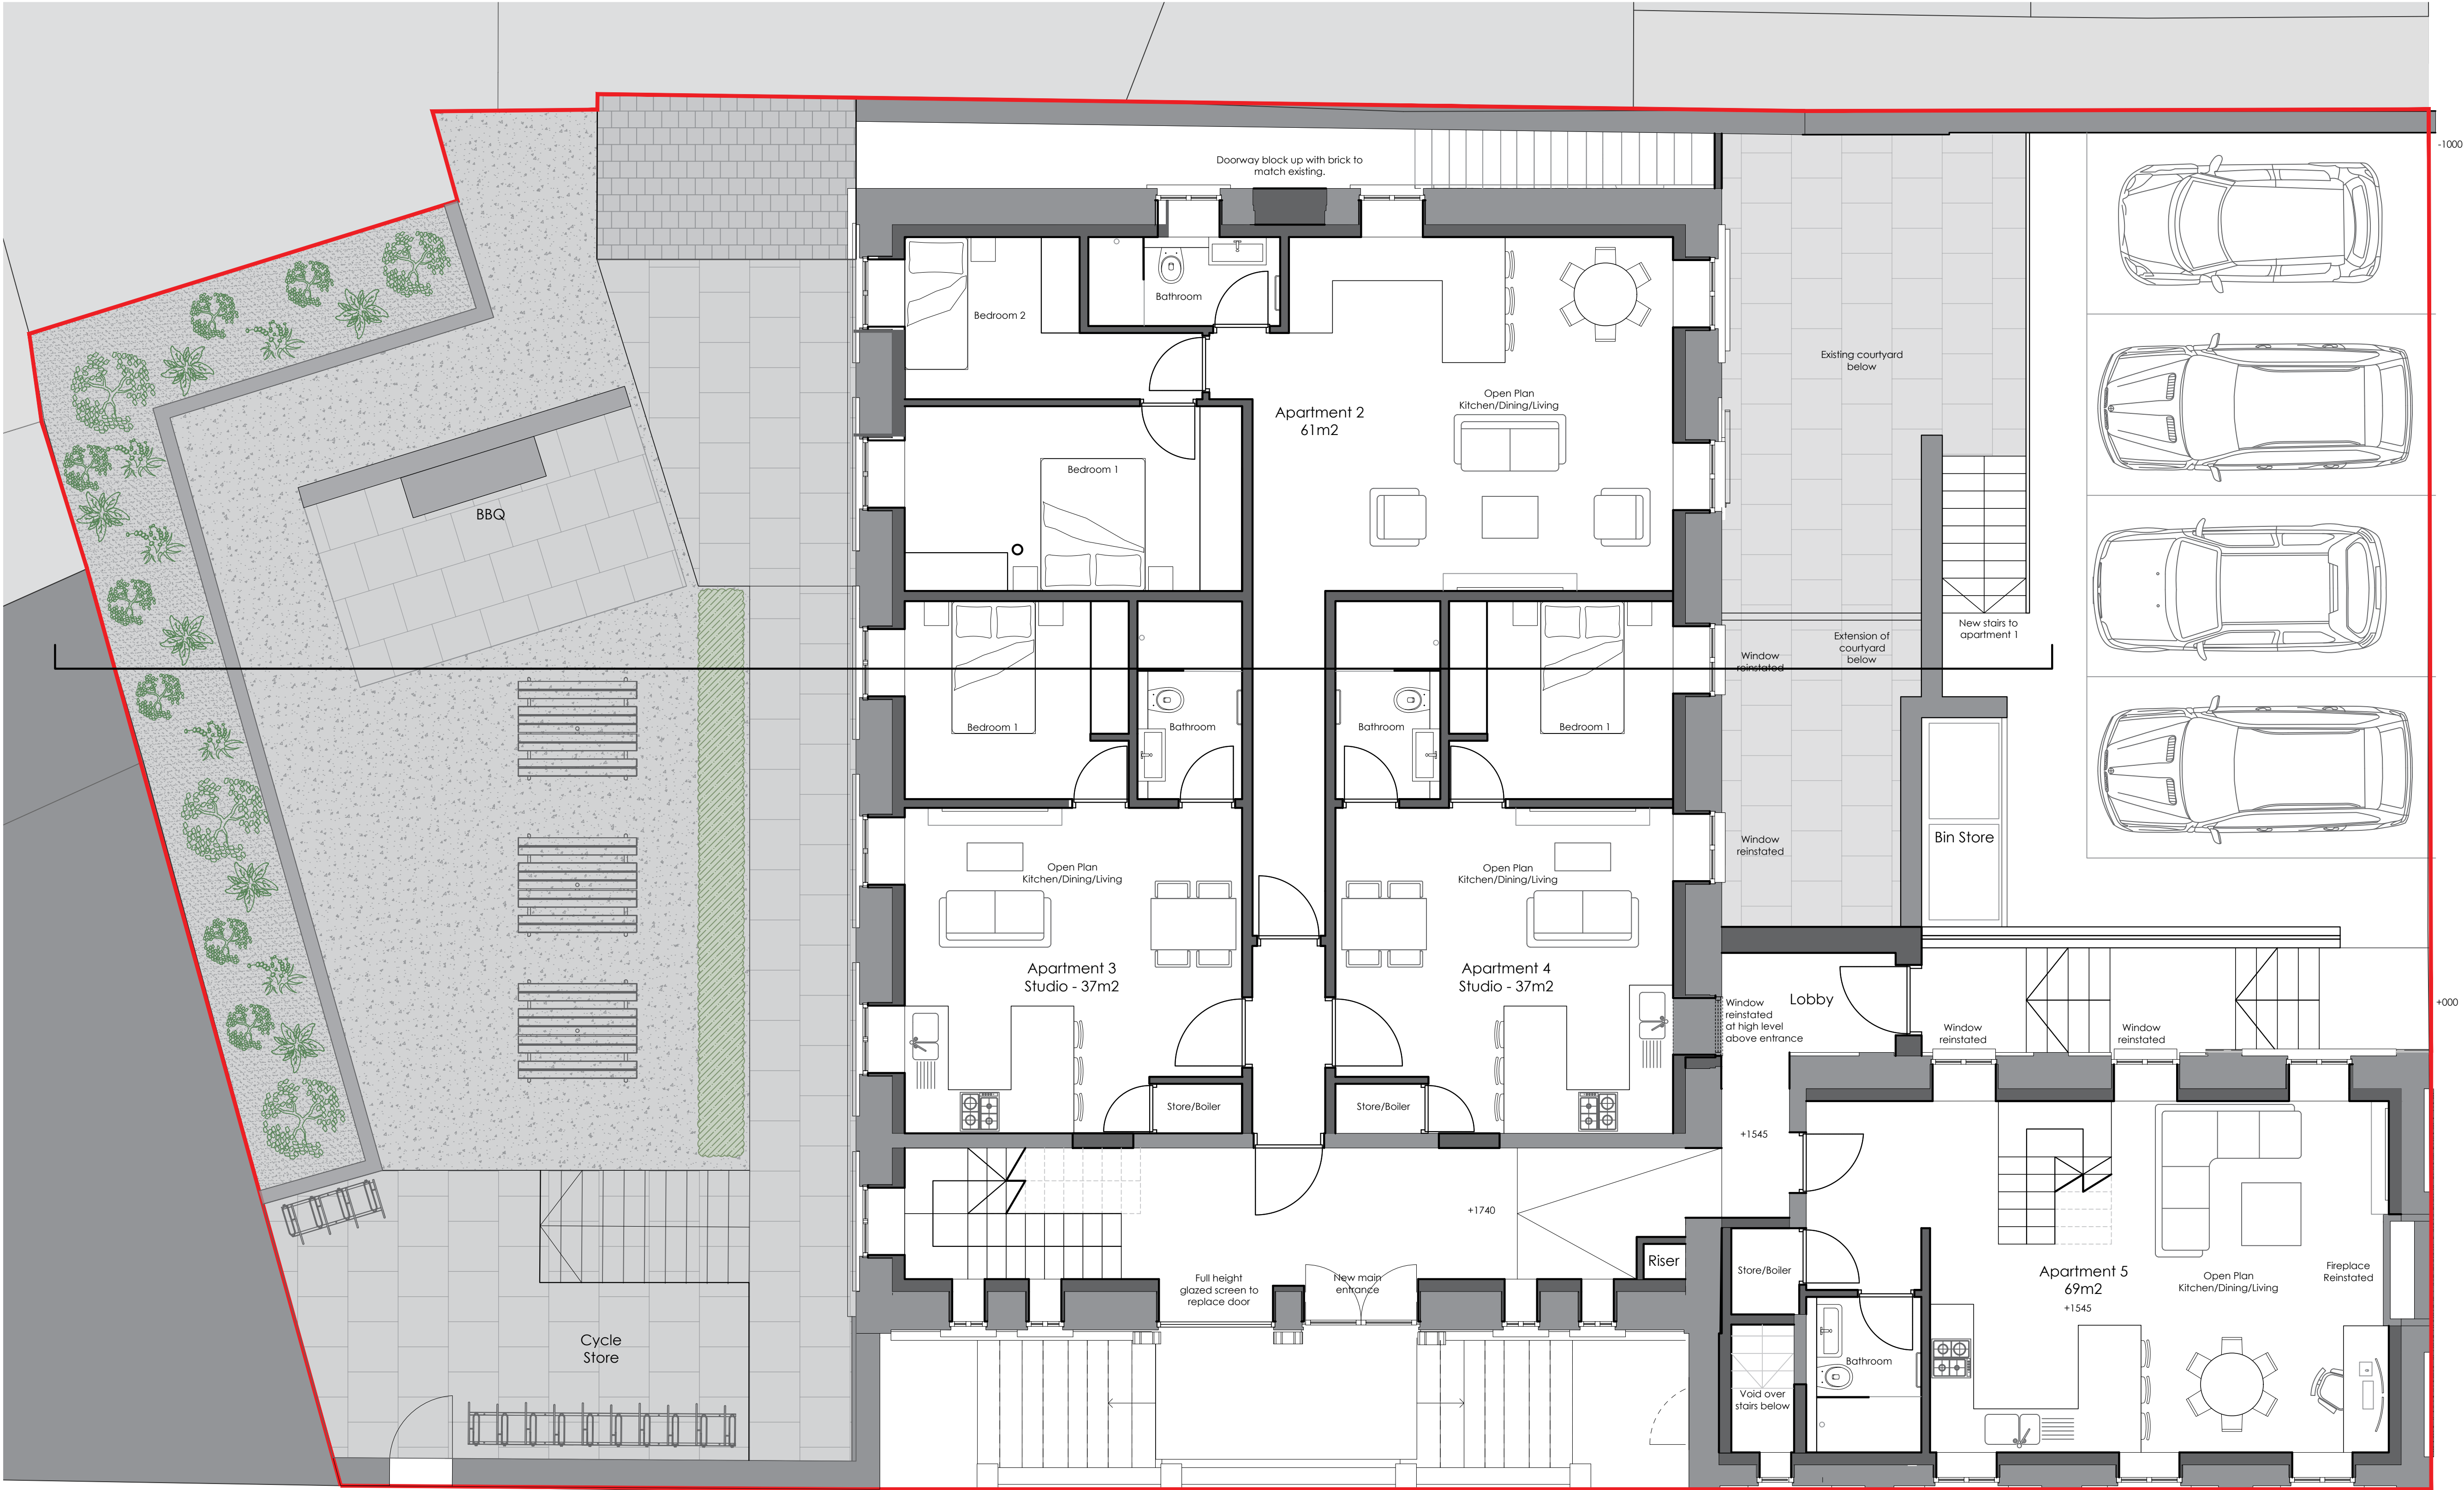 -1000
Doorway block up with brick to
match existing.
Bathroom
Bedroom 2
Existing courtyard
below
Open Plan
Kitchen/Dining/Living
Apartment 2
61m2
Bedroom 1
BBQ
New stairs to
apartment 1
Extension of
courtyard
below
Window
reinstated
Bedroom 1
Bathroom
Bathroom
Bedroom 1
Bin Store
Window
reinstated
Open Plan
Kitchen/Dining/Living
Open Plan
Kitchen/Dining/Living
Apartment 3
Studio - 37m2
Apartment 4
Studio - 37m2
Window
reinstated
at high level
above entrance
Lobby
+000
Window
reinstated
Window
reinstated
Store/Boiler
Store/Boiler
+1545
+1740
Riser
Store/Boiler
Full height
glazed screen to
replace door
New main
entrance
Apartment 5
69m2
+1545
Open Plan
Kitchen/Dining/Living
Fireplace
Reinstated
Cycle
Store
Bathroom
Void over
stairs below